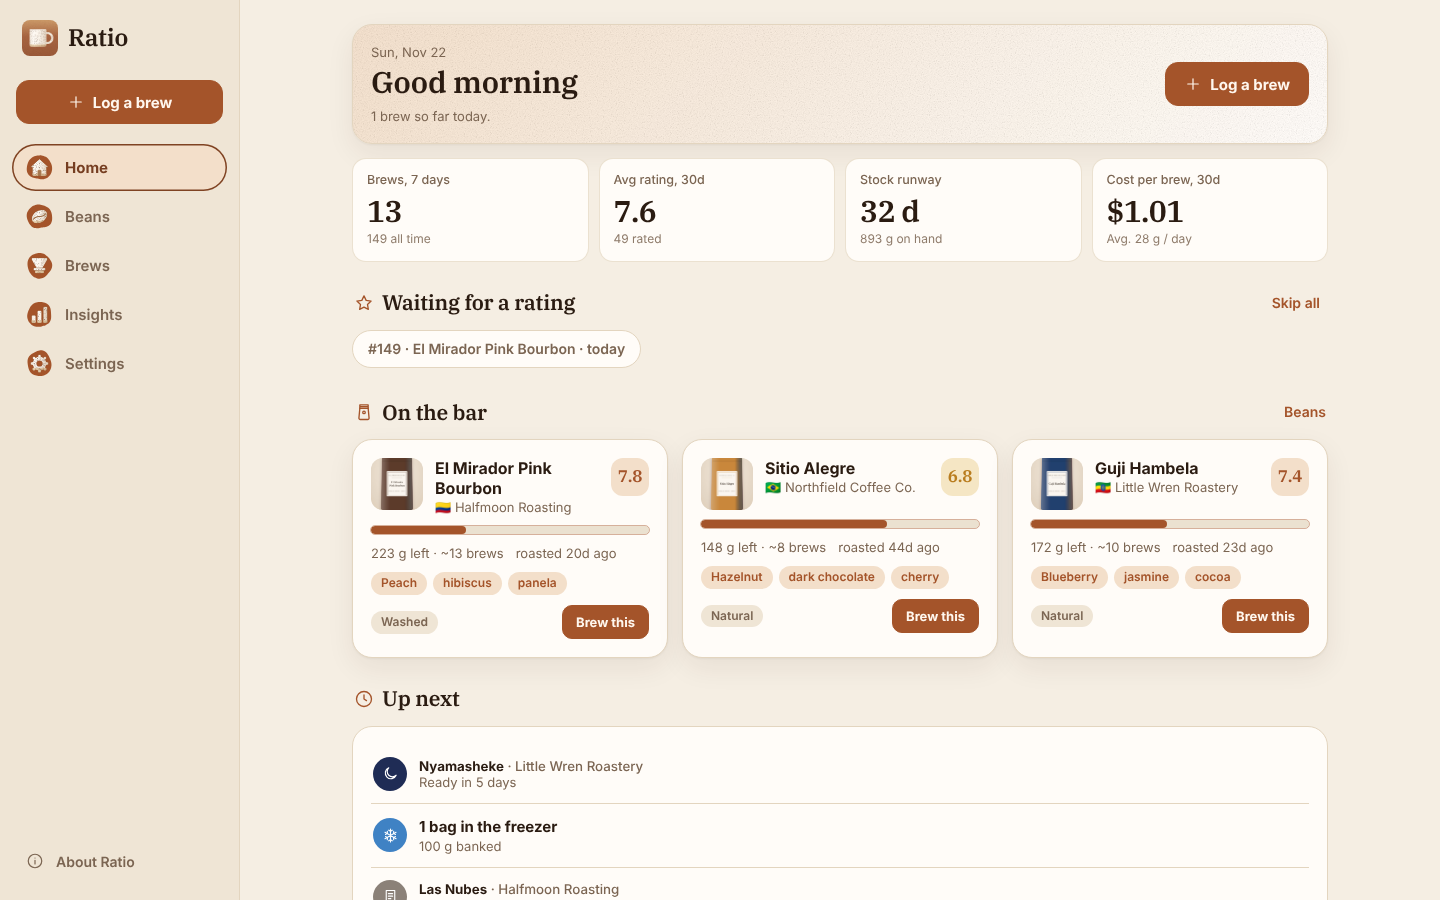 Ratio
Log a brew
Home
Beans
Brews
Insights
Settings
About Ratio
Sun, Nov 22
Good morning
1 brew so far today.
Log a brew
Brews, 7 days
13
149 all time
Avg rating, 30d
7.6
49 rated
Stock runway
32 d
893 g on hand
Cost per brew, 30d
$1.01
Avg. 28 g / day
Waiting for a rating
Skip all
#149 · El Mirador Pink Bourbon · today
On the bar
Beans
El Mirador Pink
Bourbon
7.8
Halfmoon Roasting
223 g left · ~13 brews roasted 20d ago
Peach hibiscus panela
Washed
Brew this
Sitio Alegre
6.8
Northfield Coffee Co.
148 g left · ~8 brews roasted 44d ago
Hazelnut dark chocolate cherry
Natural
Brew this
Guji Hambela
7.4
Little Wren Roastery
172 g left · ~10 brews roasted 23d ago
Blueberry jasmine cocoa
Natural
Brew this
Up next
Nyamasheke · Little Wren Roastery
Ready in 5 days
1 bag in the freezer
100 g banked
Las Nubes · Halfmoon Roasting